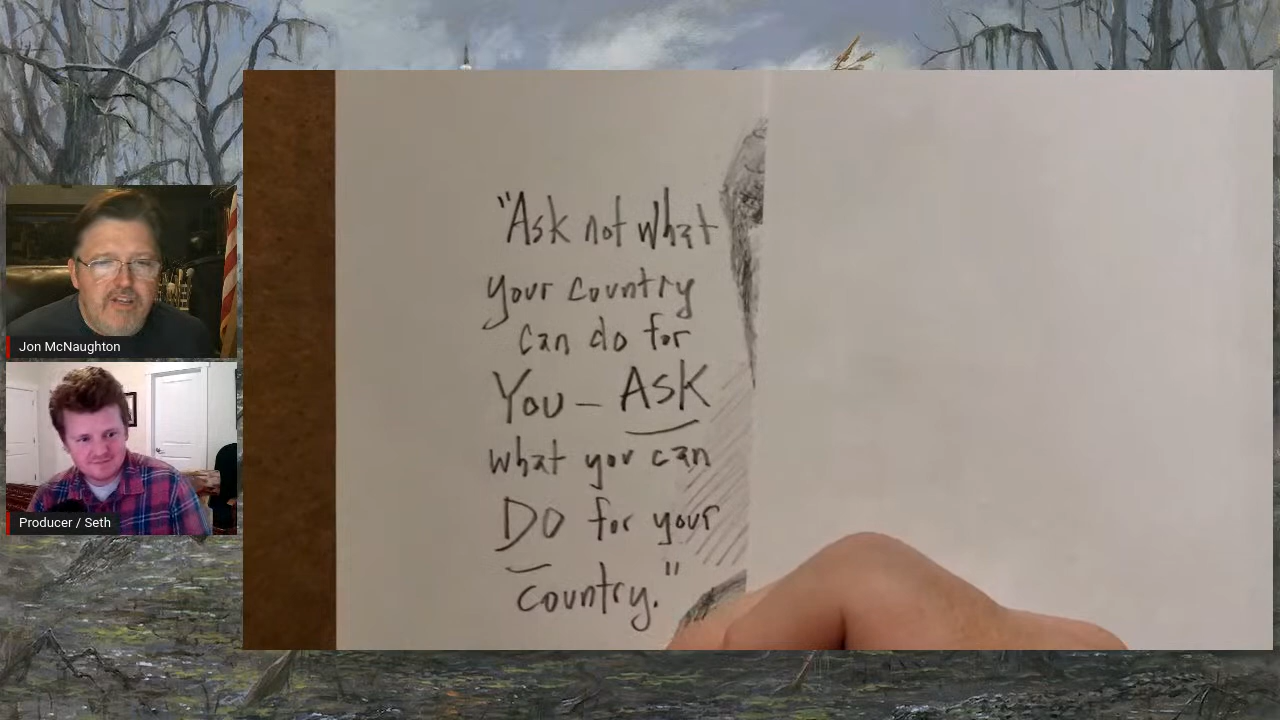 Jon McNaughton
Producer / Seth
"Ask not what
your country
can do for
You - ASK
what you can
DO for your
country."